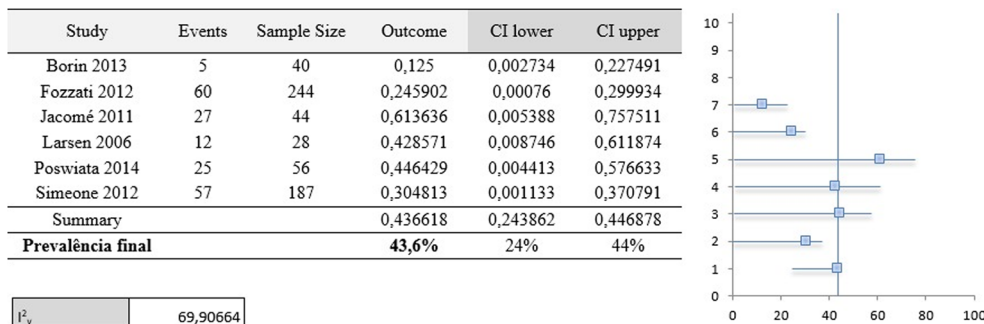 Study Events Sample Size Outcome CI lower CI upper
Borin 2013 5 40 0,125 0,002734 0,227491
Fozzati 2012 60 244 0,245902 0,00076 0,299934
Jacomé 2011 27 44 0,613636 0,005388 0,757511
Larsen 2006 12 28 0,428571 0,008746 0,611874
Poswiata 2014 25 56 0,446429 0,004413 0,576633
Simeone 2012 57 187 0,304813 0,001133 0,370791
Summary 0,436618 0,243862 0,446878
Prevalência final 43,6% 24% 44%
I²v 69,90664
10
9
8
7
6
5
4
3
2
1
0
0 20 40 60 80 100